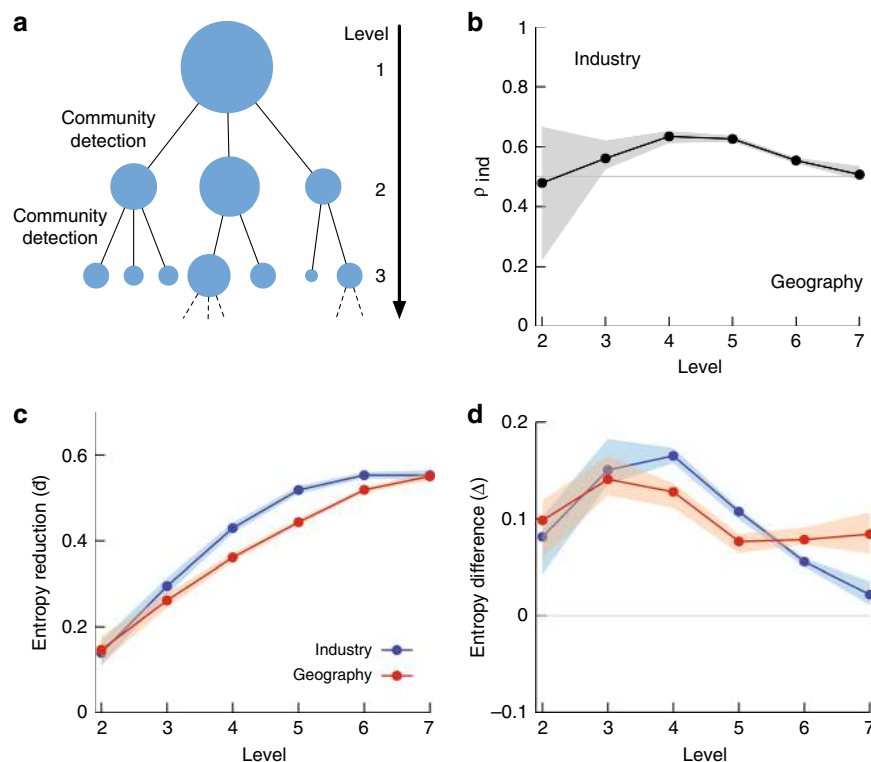 a
Level
1
Community
detection
2
Community
detection
3
b
1
0.8
0.6
0.4
0.2
0
ρ ind
Industry
Geography
2 3 4 5 6 7
Level
c
0.6
0.4
0.2
0
Entropy reduction (d)
Industry
Geography
2 3 4 5 6 7
Level
d
0.2
0.1
0
−0.1
Entropy difference (Δ)
2 3 4 5 6 7
Level